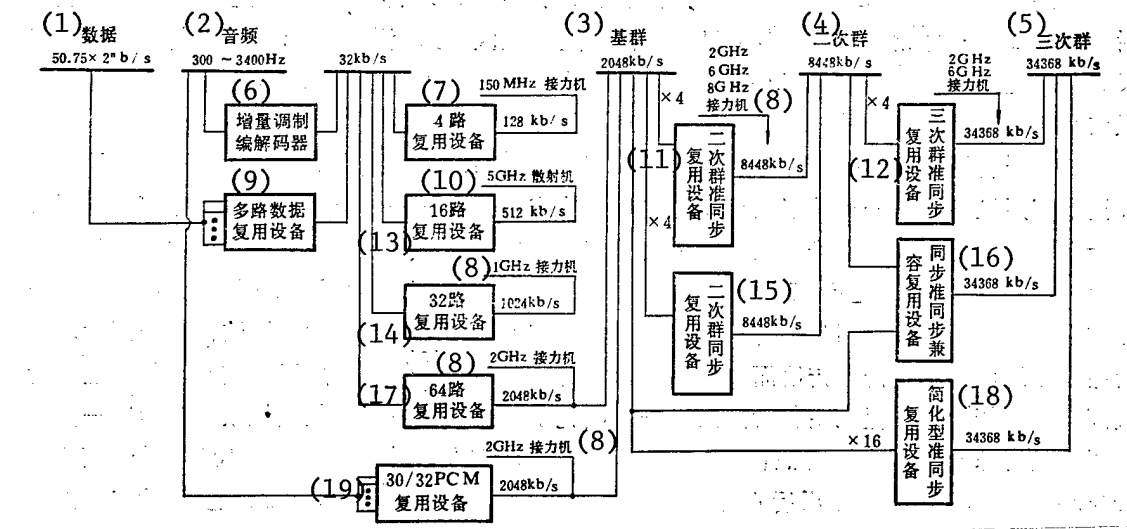 (1)
数据
50.75×2ⁿb/s
(2)
音频
300～3400Hz
32kb/s
(3)
基群
2048kb/s
(4)
二次群
8448kb/s
(5)
三次群
34368 kb/s
(6)
增量调制
编解码器
(7)
4路
复用设备
150MHz 接力机
128 kb/s
(9)
多路数据
复用设备
(10)
16路
复用设备
5GHz 散射机
512 kb/s
(13)
(8)
1GHz 接力机
32路
复用设备
1024kb/s
(14)
(8)
2GHz 接力机
64路
复用设备
2048kb/s
(17)
2GHz 接力机
(8)
30/32PCM
复用设备
2048kb/s
(19)
×4
2GHz
6GHz
8GHz
接力机
(8)
(11)
二次群准同步
复用设备
8448kb/s
×4
(15)
二次群同步
复用设备
8448kb/s
×4
2GHz
6GHz
接力机
(12)
三次群准同步
复用设备
34368 kb/s
(16)
同步准同步兼
容复用设备
34368 kb/s
(18)
简化型准同步
复用设备
34368 kb/s
×16